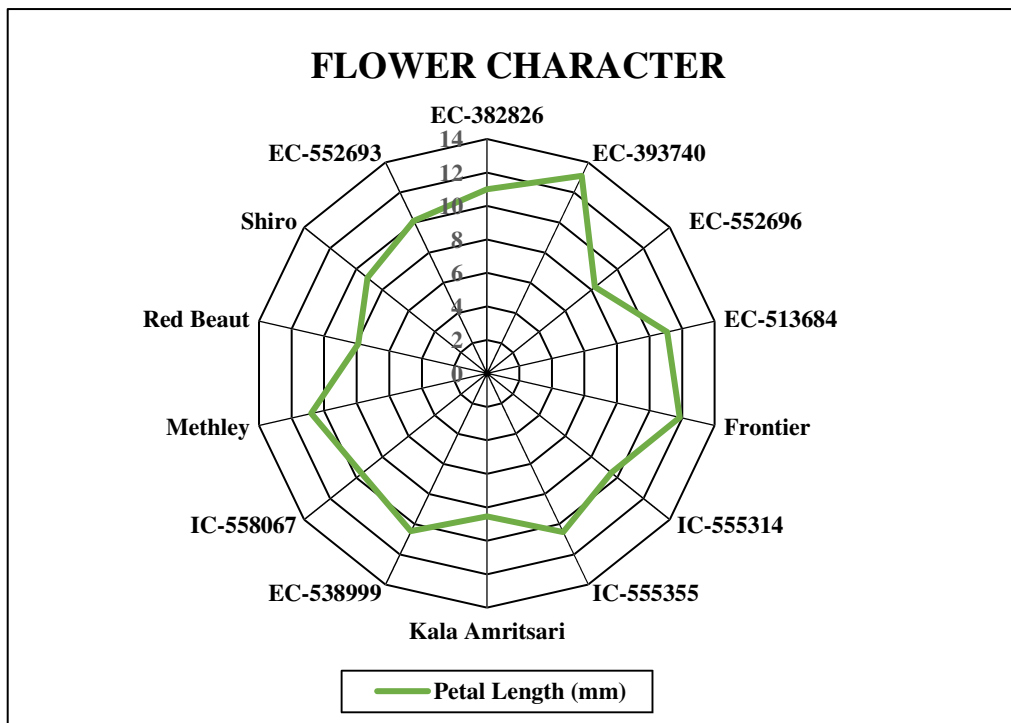 FLOWER CHARACTER
EC-382826
EC-393740
EC-552696
EC-513684
Frontier
IC-555314
IC-555355
Kala Amritsari
EC-538999
IC-558067
Methley
Red Beaut
Shiro
EC-552693
14
12
10
8
6
4
2
0
Petal Length (mm)